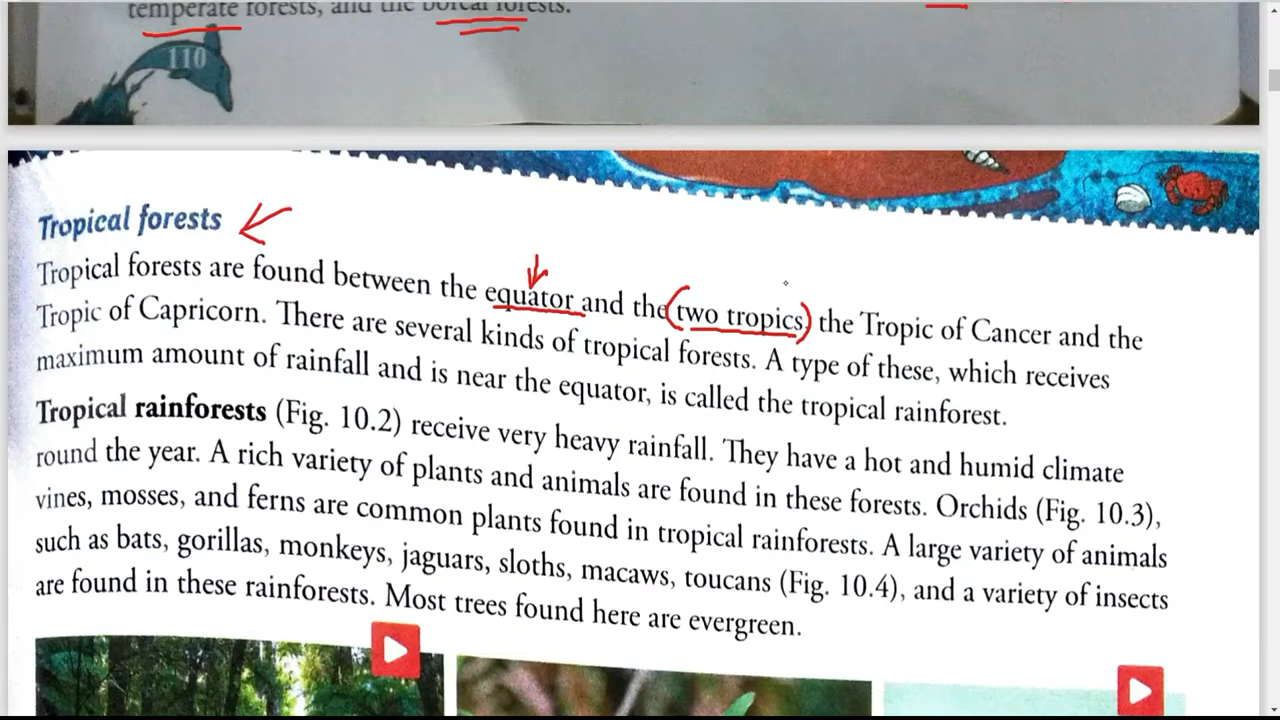 temperate forests, and the boreal forests.
110
Tropical forests
Tropical forests are found between the equator and the two tropics, the Tropic of Cancer and the
Tropic of Capricorn. There are several kinds of tropical forests. A type of these, which receives
maximum amount of rainfall and is near the equator, is called the tropical rainforest.
Tropical rainforests (Fig. 10.2) receive very heavy rainfall. They have a hot and humid climate
round the year. A rich variety of plants and animals are found in these forests. Orchids (Fig. 10.3),
vines, mosses, and ferns are common plants found in tropical rainforests. A large variety of animals
such as bats, gorillas, monkeys, jaguars, sloths, macaws, toucans (Fig. 10.4), and a variety of insects
are found in these rainforests. Most trees found here are evergreen.